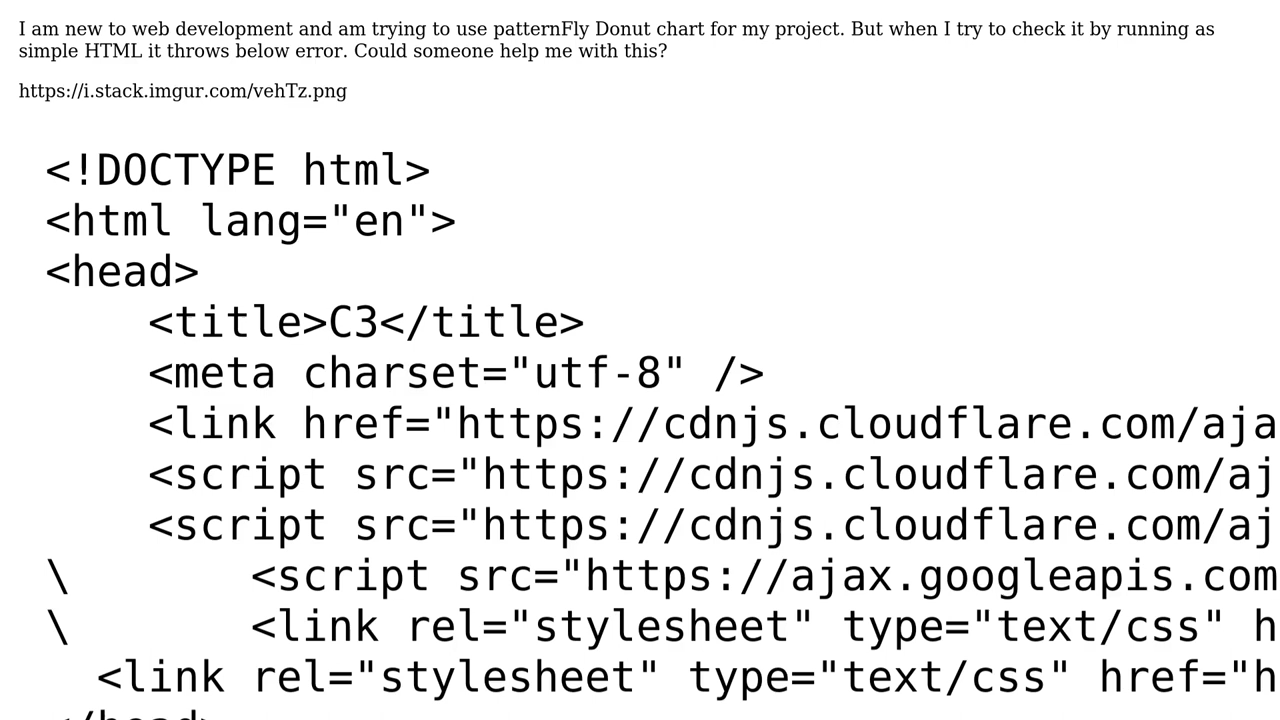 I am new to web development and am trying to use patternFly Donut chart for my project. But when I try to check it by running as
simple HTML it throws below error. Could someone help me with this?
https://i.stack.imgur.com/vehTz.png
<!DOCTYPE html>
<html lang="en">
<head>
<title>C3</title>
<meta charset="utf-8" />
<link href="https://cdnjs.cloudflare.com/aja
<script src="https://cdnjs.cloudflare.com/aj
<script src="https://cdnjs.cloudflare.com/aj
\ <script src="https://ajax.googleapis.com
\ <link rel="stylesheet" type="text/css" h
<link rel="stylesheet" type="text/css" href="h
</head>